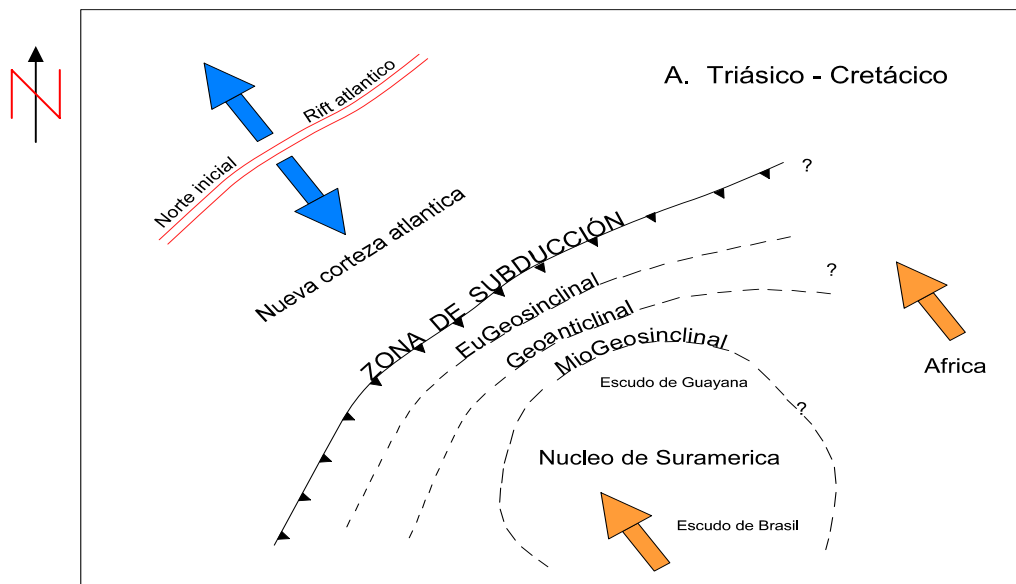 N
A. Triásico - Cretácico
Rift atlantico
Norte inicial
Nueva corteza atlantica
ZONA DE SUBDUCCIÓN
?
EuGeosinclinal
?
Geoanticlinal
MioGeosinclinal
Africa
Escudo de Guayana
?
Nucleo de Suramerica
Escudo de Brasil